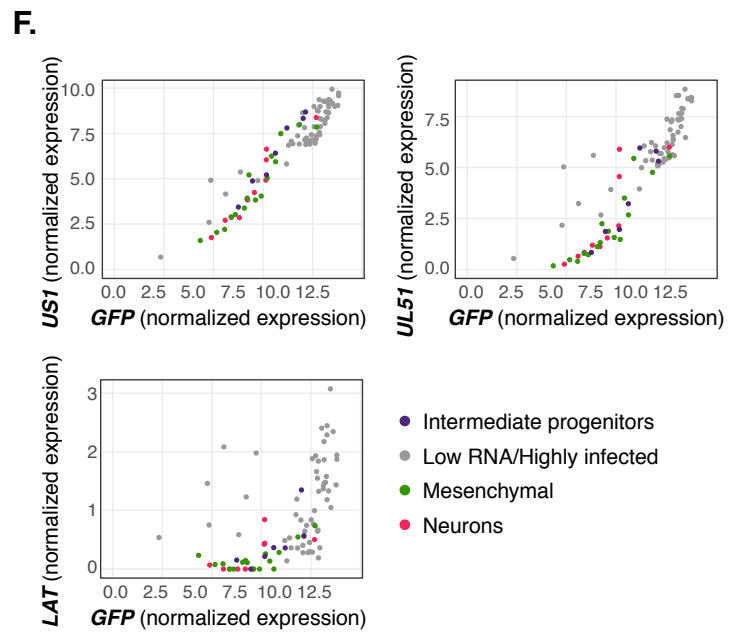 F.
US1 (normalized expression)
10.0
7.5
5.0
2.5
0.0
0.0 2.5 5.0 7.5 10.0 12.5
GFP (normalized expression)
UL51 (normalized expression)
7.5
5.0
2.5
0.0
0.0 2.5 5.0 7.5 10.0 12.5
GFP (normalized expression)
LAT (normalized expression)
3
2
1
0
0.0 2.5 5.0 7.5 10.0 12.5
GFP (normalized expression)
Intermediate progenitors
Low RNA/Highly infected
Mesenchymal
Neurons